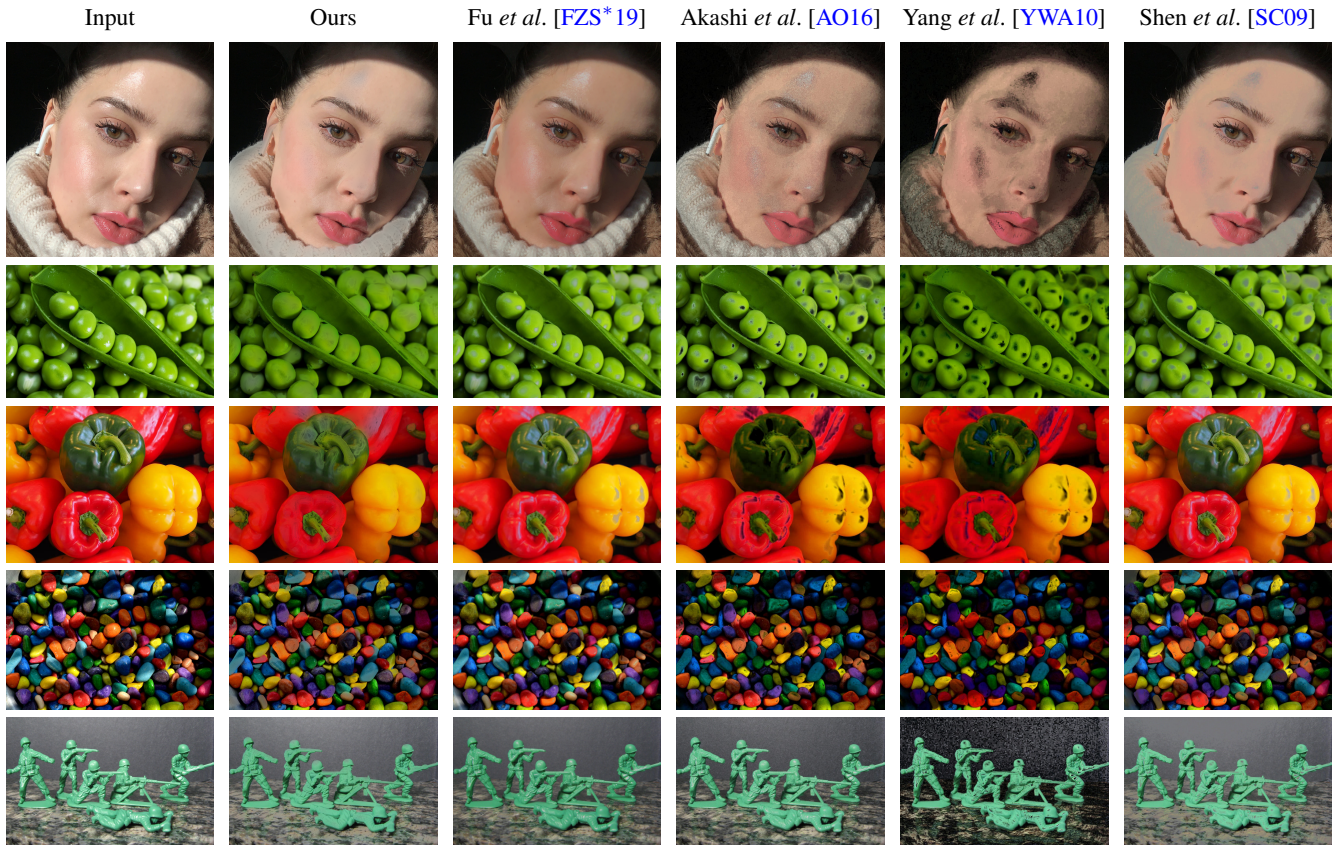 Input Ours Fu et al. [FZS*19] Akashi et al. [AO16] Yang et al. [YWA10] Shen et al. [SC09]